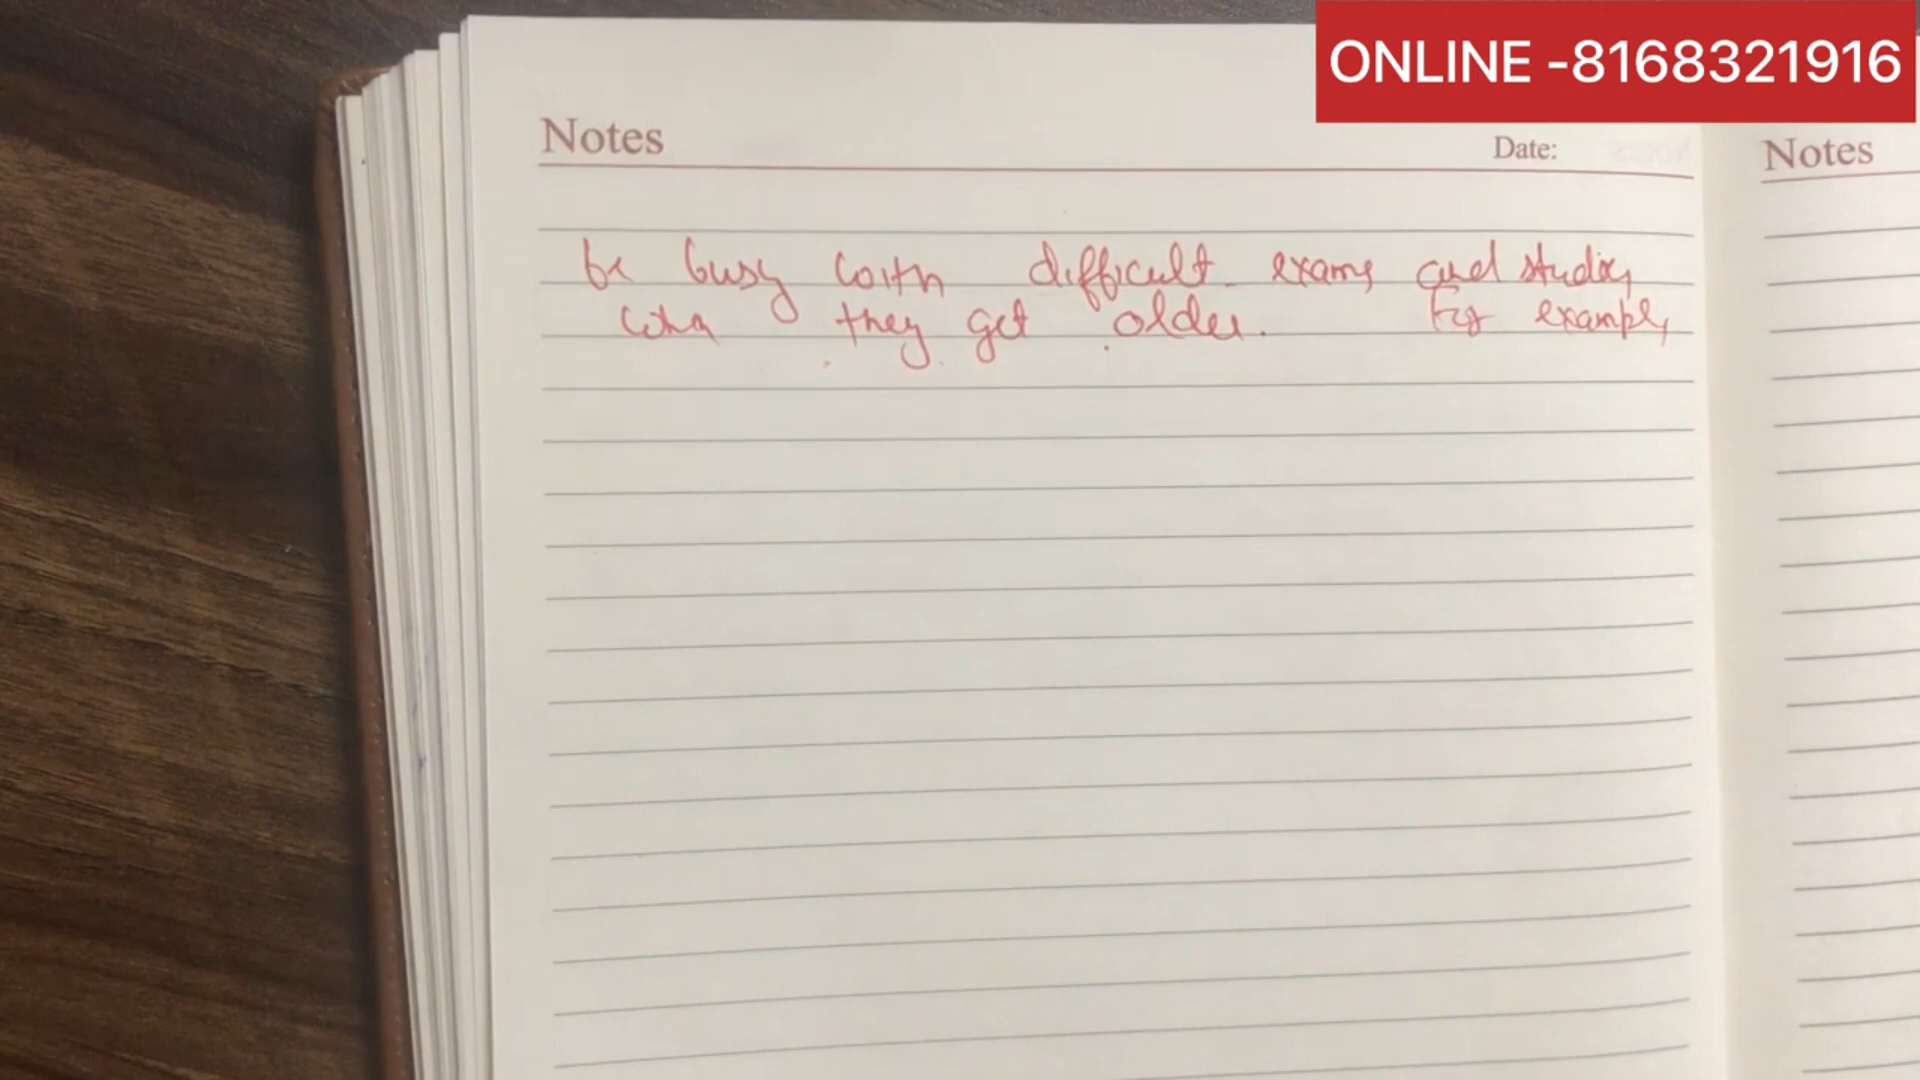 ONLINE -8168321916
Notes
Date:
be busy with difficult exams and studies
when they get older. For example,
Notes